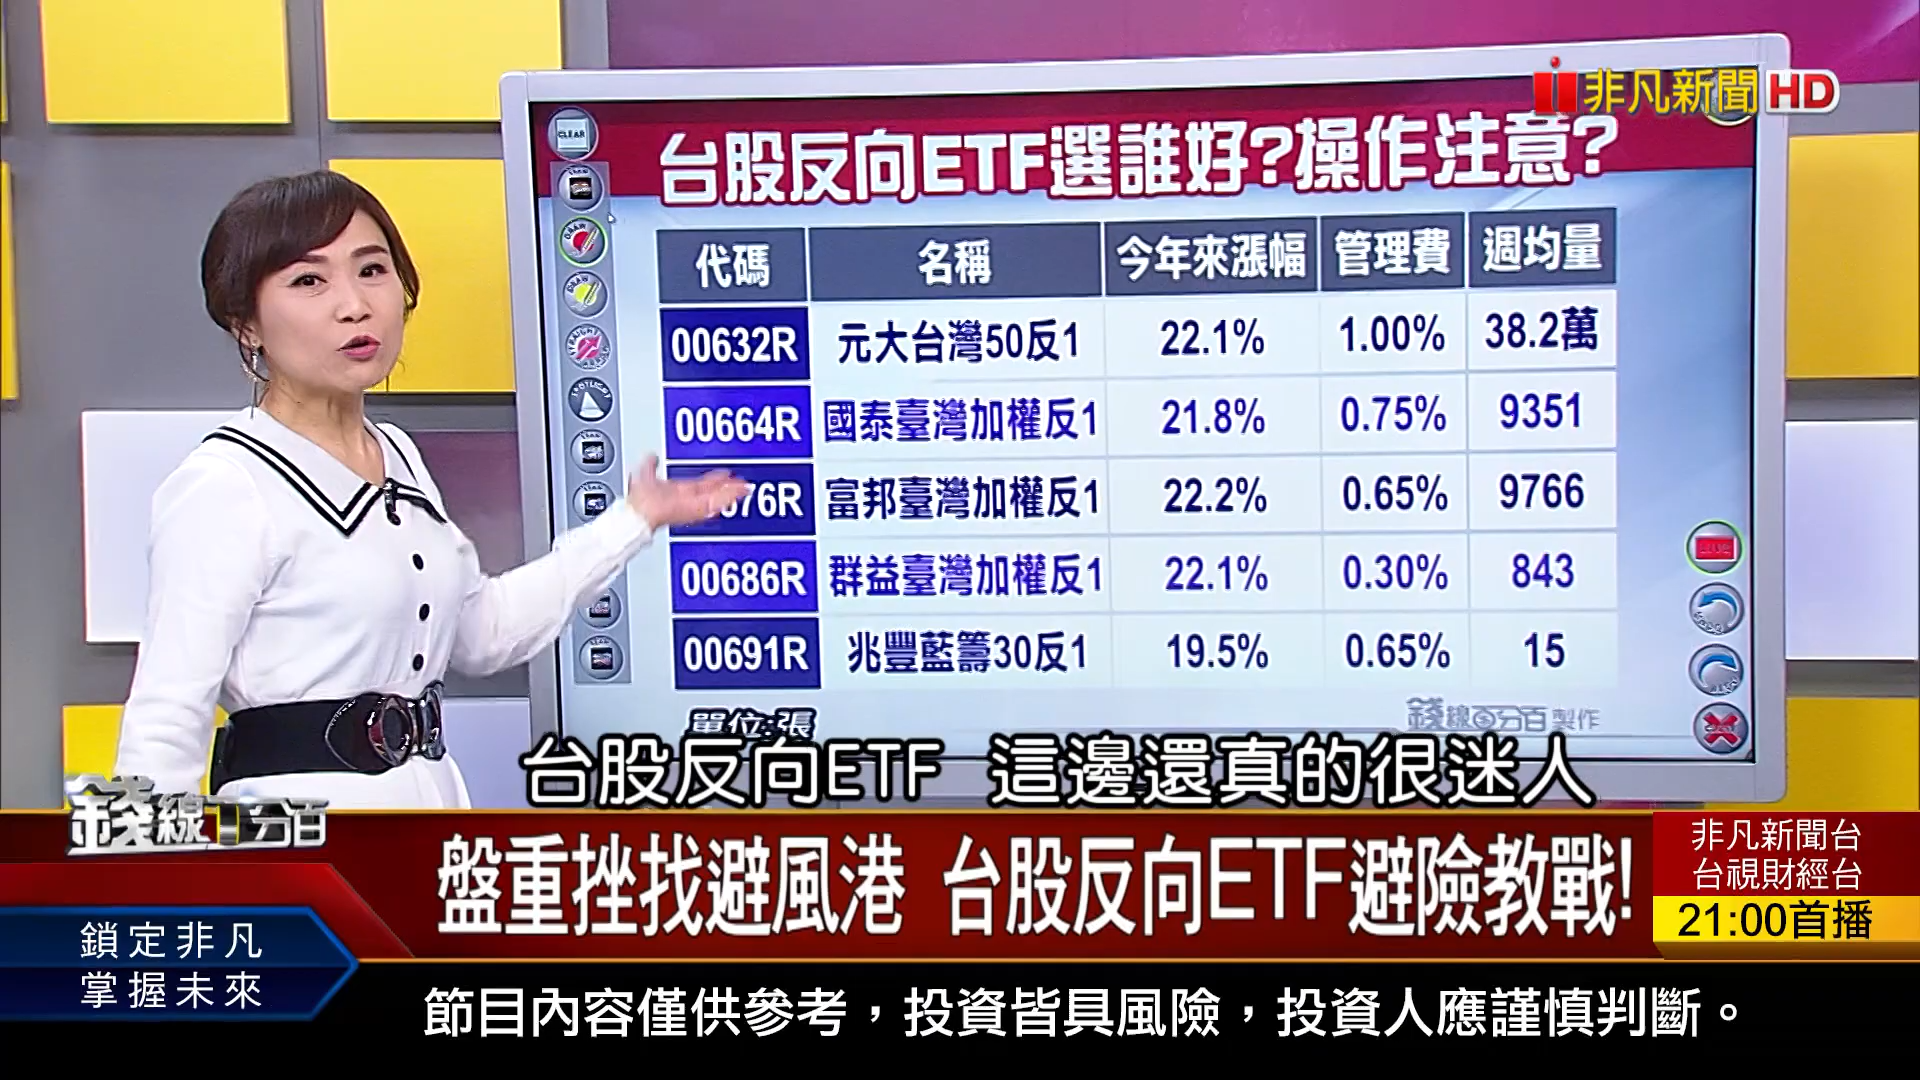 非凡新聞HD
台股反向ETF選誰好?操作注意?
CLEAR
代碼 名稱 今年來漲幅 管理費 週均量
00632R 元大台灣50反1 22.1% 1.00% 38.2萬
00664R 國泰臺灣加權反1 21.8% 0.75% 9351
76R 富邦臺灣加權反1 22.2% 0.65% 9766
00686R 群益臺灣加權反1 22.1% 0.30% 843
00691R 兆豐藍籌30反1 19.5% 0.65% 15
單位:張
錢線百分百製作
台股反向ETF 這邊還真的很迷人
錢線百分百
盤重挫找避風港 台股反向ETF避險教戰!
非凡新聞台
台視財經台
21:00首播
鎖定非凡
掌握未來
節目內容僅供參考，投資皆具風險，投資人應謹慎判斷。